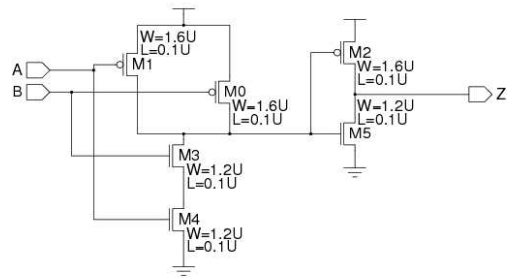 A
B
W=1.6U
L=0.1U
M1
M0
W=1.6U
L=0.1U
M3
W=1.2U
L=0.1U
M4
W=1.2U
L=0.1U
M2
W=1.6U
L=0.1U
W=1.2U
L=0.1U
M5
Z